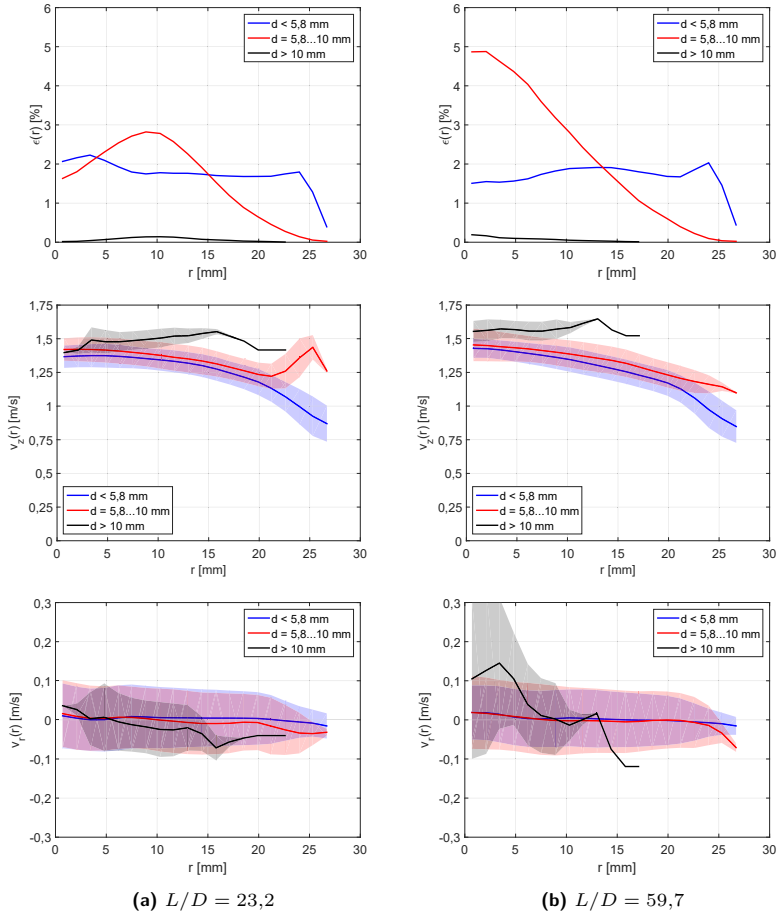 6
5
4
3
2
1
0
ϵ(r) [%]
0 5 10 15 20 25 30
r [mm]
d < 5,8 mm
d = 5,8...10 mm
d > 10 mm
6
5
4
3
2
1
0
ϵ(r) [%]
0 5 10 15 20 25 30
r [mm]
d < 5,8 mm
d = 5,8...10 mm
d > 10 mm
1,75
1,5
1,25
1
0,75
0,5
0,25
0
v_z(r) [m/s]
0 5 10 15 20 25 30
r [mm]
d < 5,8 mm
d = 5,8...10 mm
d > 10 mm
1,75
1,5
1,25
1
0,75
0,5
0,25
0
v_z(r) [m/s]
0 5 10 15 20 25 30
r [mm]
d < 5,8 mm
d = 5,8...10 mm
d > 10 mm
0,3
0,2
0,1
0
-0,1
-0,2
-0,3
v_r(r) [m/s]
0 5 10 15 20 25 30
r [mm]
d < 5,8 mm
d = 5,8...10 mm
d > 10 mm
0,3
0,2
0,1
0
-0,1
-0,2
-0,3
v_r(r) [m/s]
0 5 10 15 20 25 30
r [mm]
d < 5,8 mm
d = 5,8...10 mm
d > 10 mm
(a) L/D = 23,2
(b) L/D = 59,7